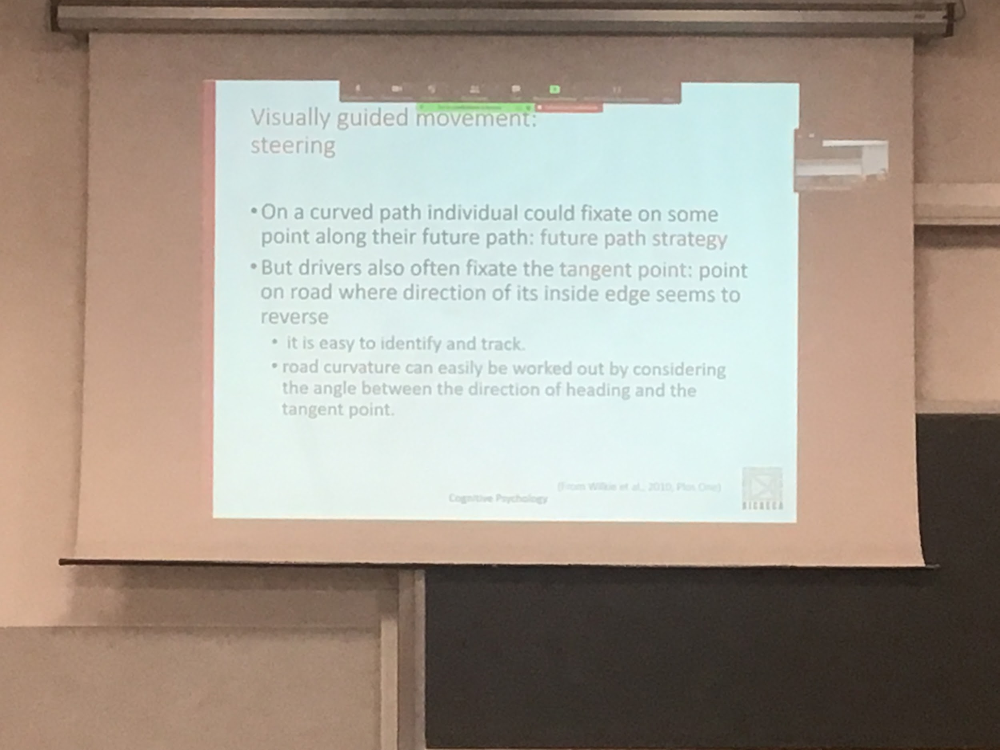 Visually guided movement:
steering
•On a curved path individual could fixate on some
point along their future path: future path strategy
•But drivers also often fixate the tangent point: point
on road where direction of its inside edge seems to
reverse
• it is easy to identify and track.
• road curvature can easily be worked out by considering
the angle between the direction of heading and the
tangent point.
(From Wilkie et al., 2010, Plos One)
Cognitive Psychology
BICOCCA